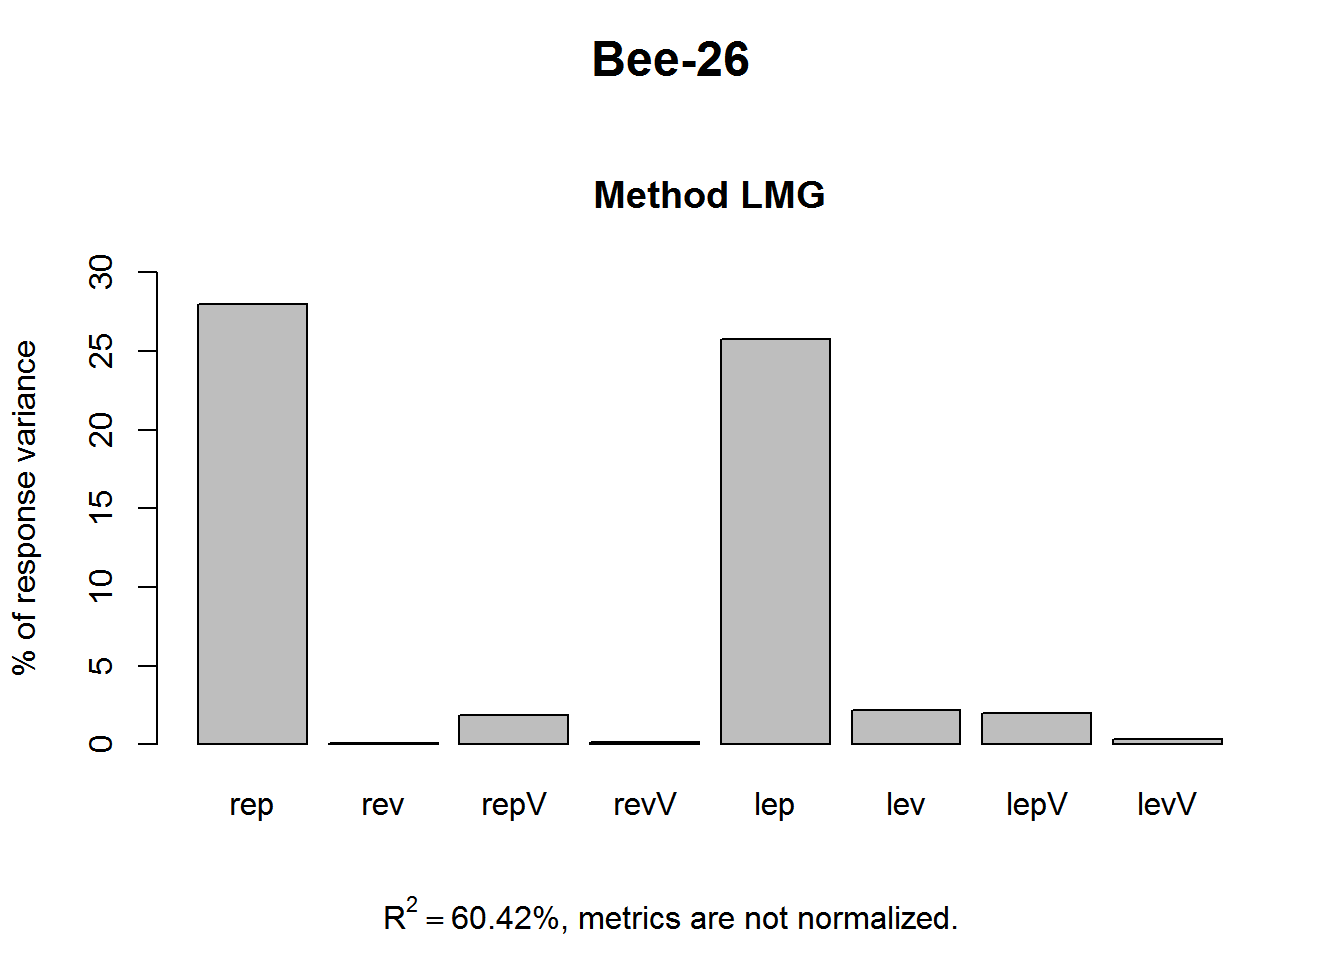 Bee-26
Method LMG
% of response variance
30
25
20
15
10
5
0
rep rev repV revV lep lev lepV levV
R² = 60.42%, metrics are not normalized.